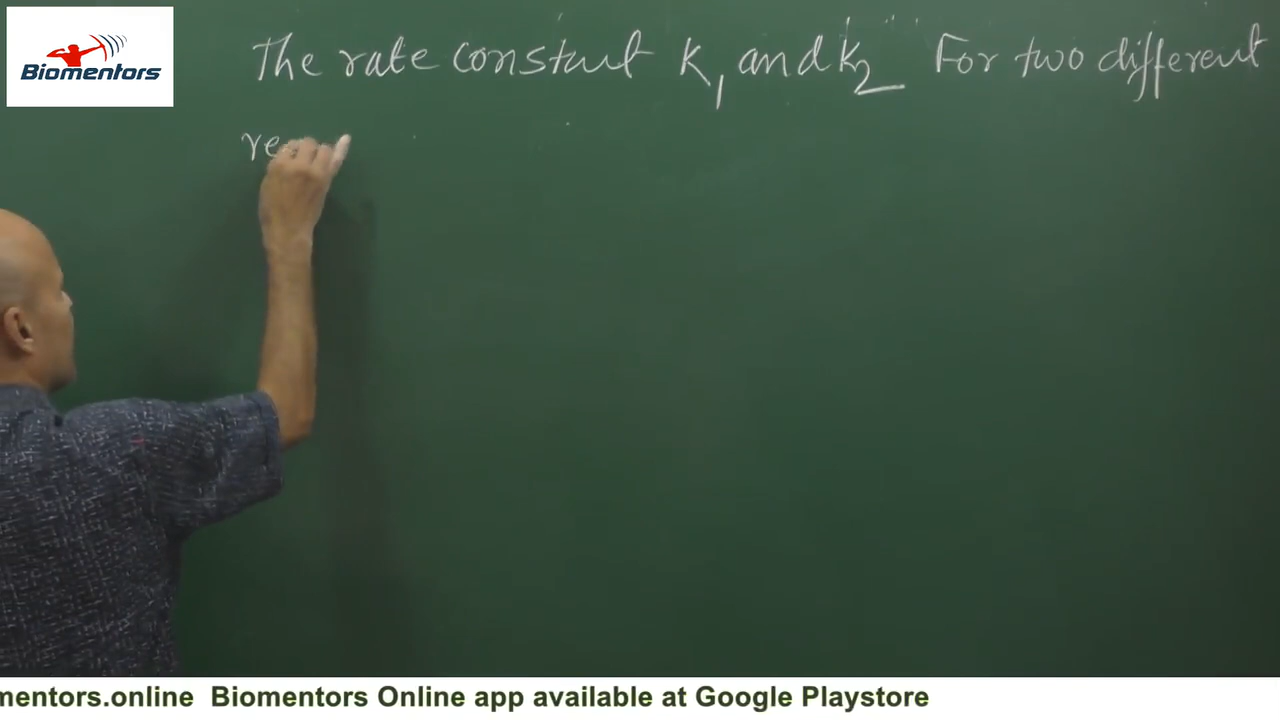 Biomentors
The rate constant K1 and k2 For two different
mentors.online Biomentors Online app available at Google Playstore